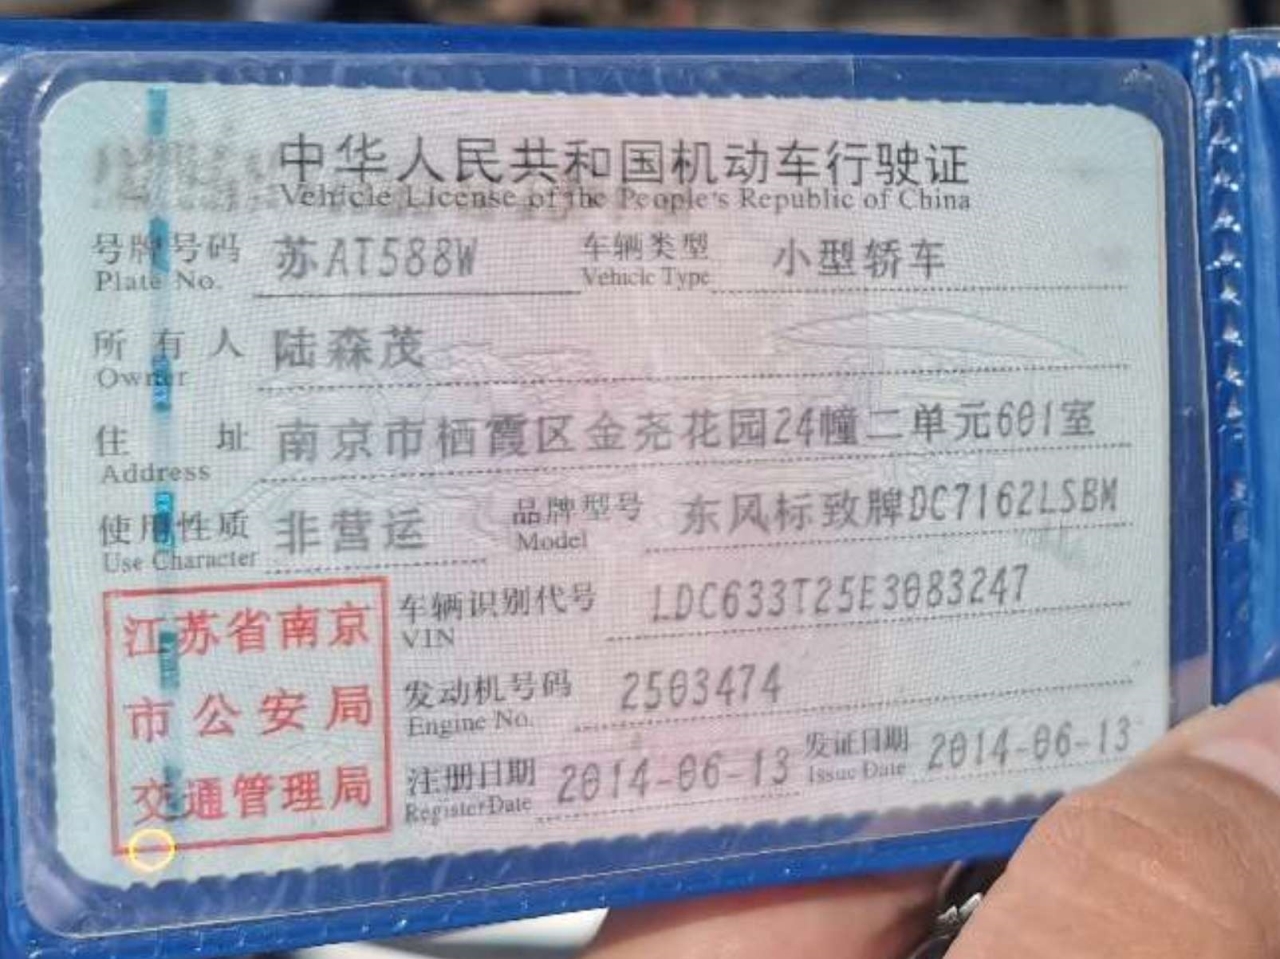 中华人民共和国机动车行驶证
Vehicle License of the People's Republic of China
号牌号码 苏AT588W 车辆类型 小型轿车
Plate No. Vehicle Type
所有人 陆森茂
Owner
住址 南京市栖霞区金尧花园24幢二单元601室
Address
使用性质 非营运 品牌型号 东风标致牌DC7162LSBM
Use Character Model
江苏省南京
市公安局
交通管理局
车辆识别代号 LDC633T25E3083247
VIN
发动机号码 2503474
Engine No.
注册日期 2014-06-13 发证日期 2014-06-13
Register Date Issue Date